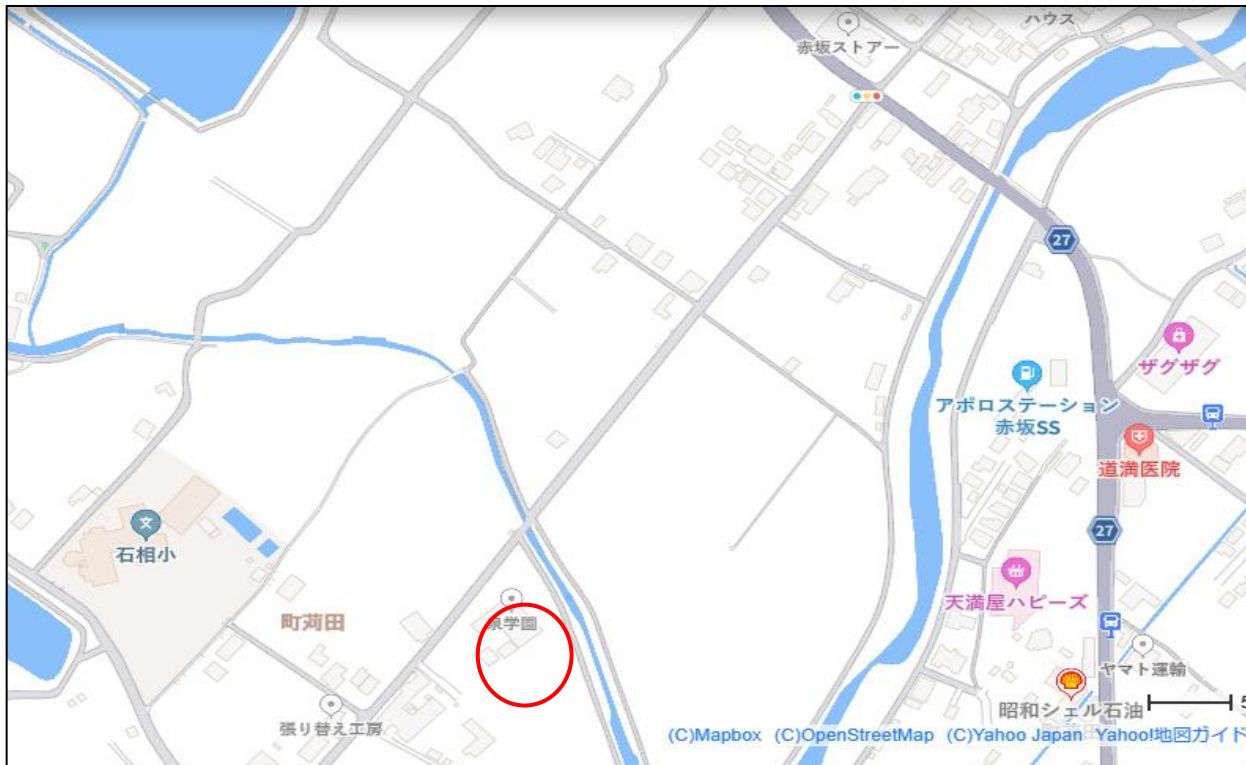 ハウス
赤坂ストアー
27
ザグザグ
アポロステーション
赤坂SS
道満医院
27
石相小
天満屋ハピーズ
町苅田
泉学園
ヤマト運輸
昭和シェル石油
5
張り替え工房
(C)Mapbox (C)OpenStreetMap (C)Yahoo Japan Yahoo!地図ガイド